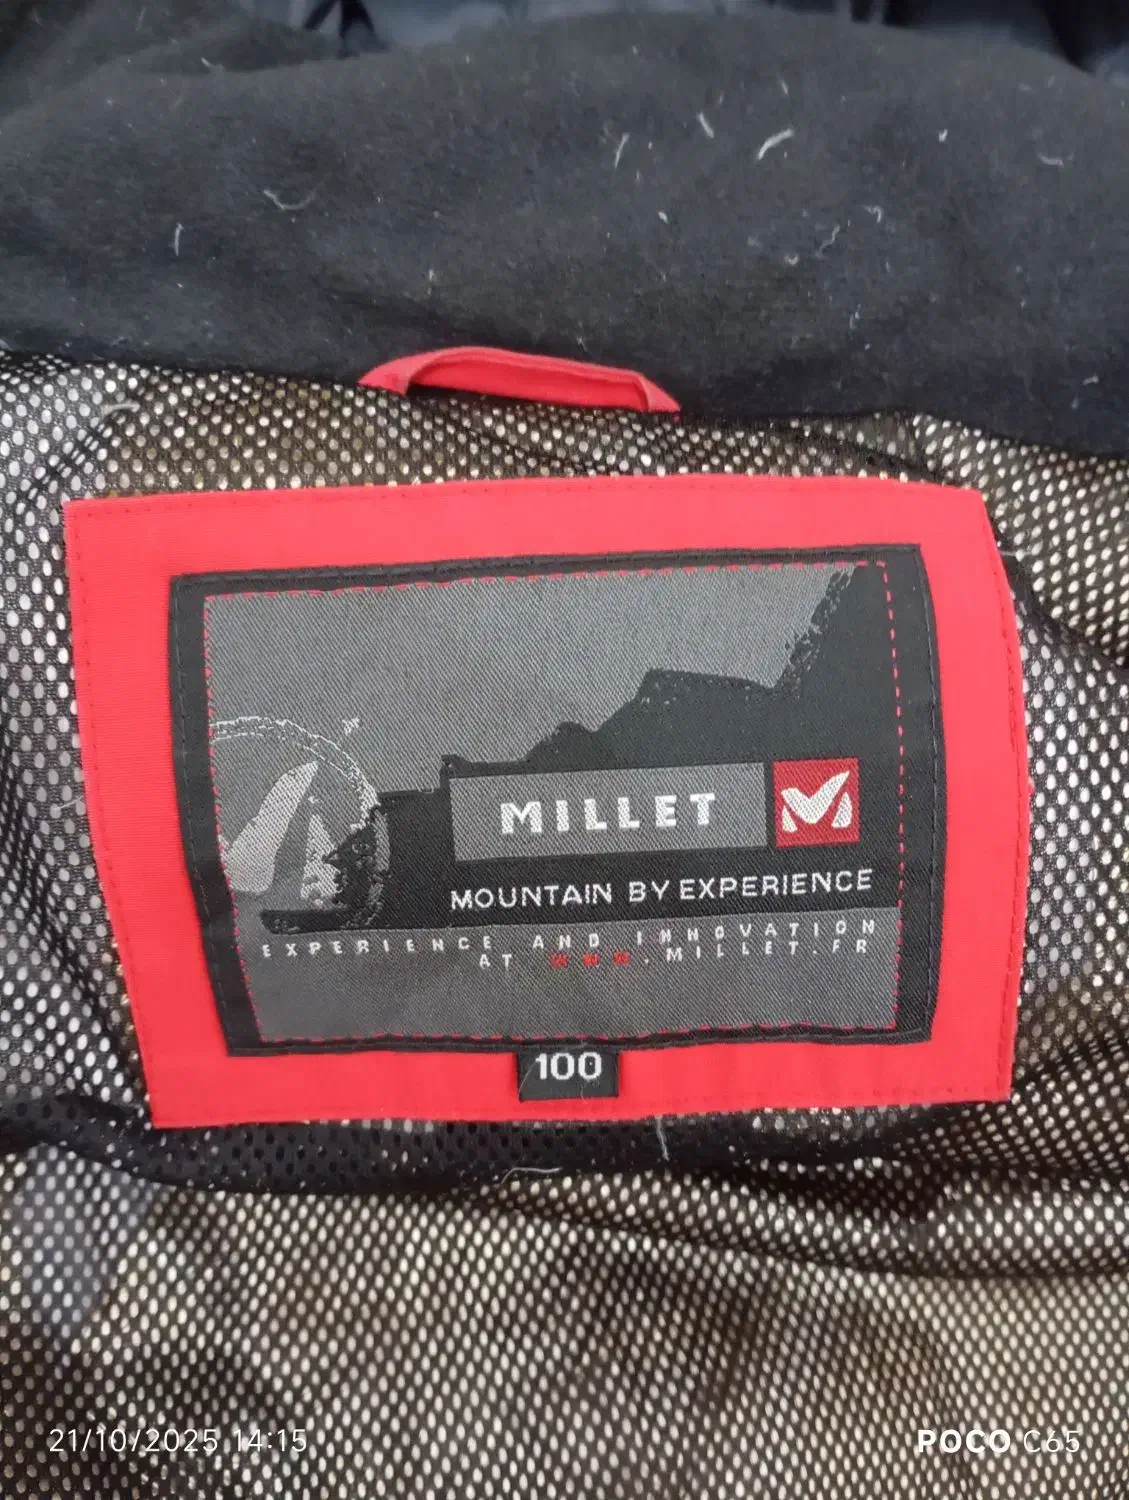 MILLET
MOUNTAIN BY EXPERIENCE
EXPERIENCE AND INNOVATION
AT WWW.MILLET.FR
100
21/10/2025 14:15
POCO C65